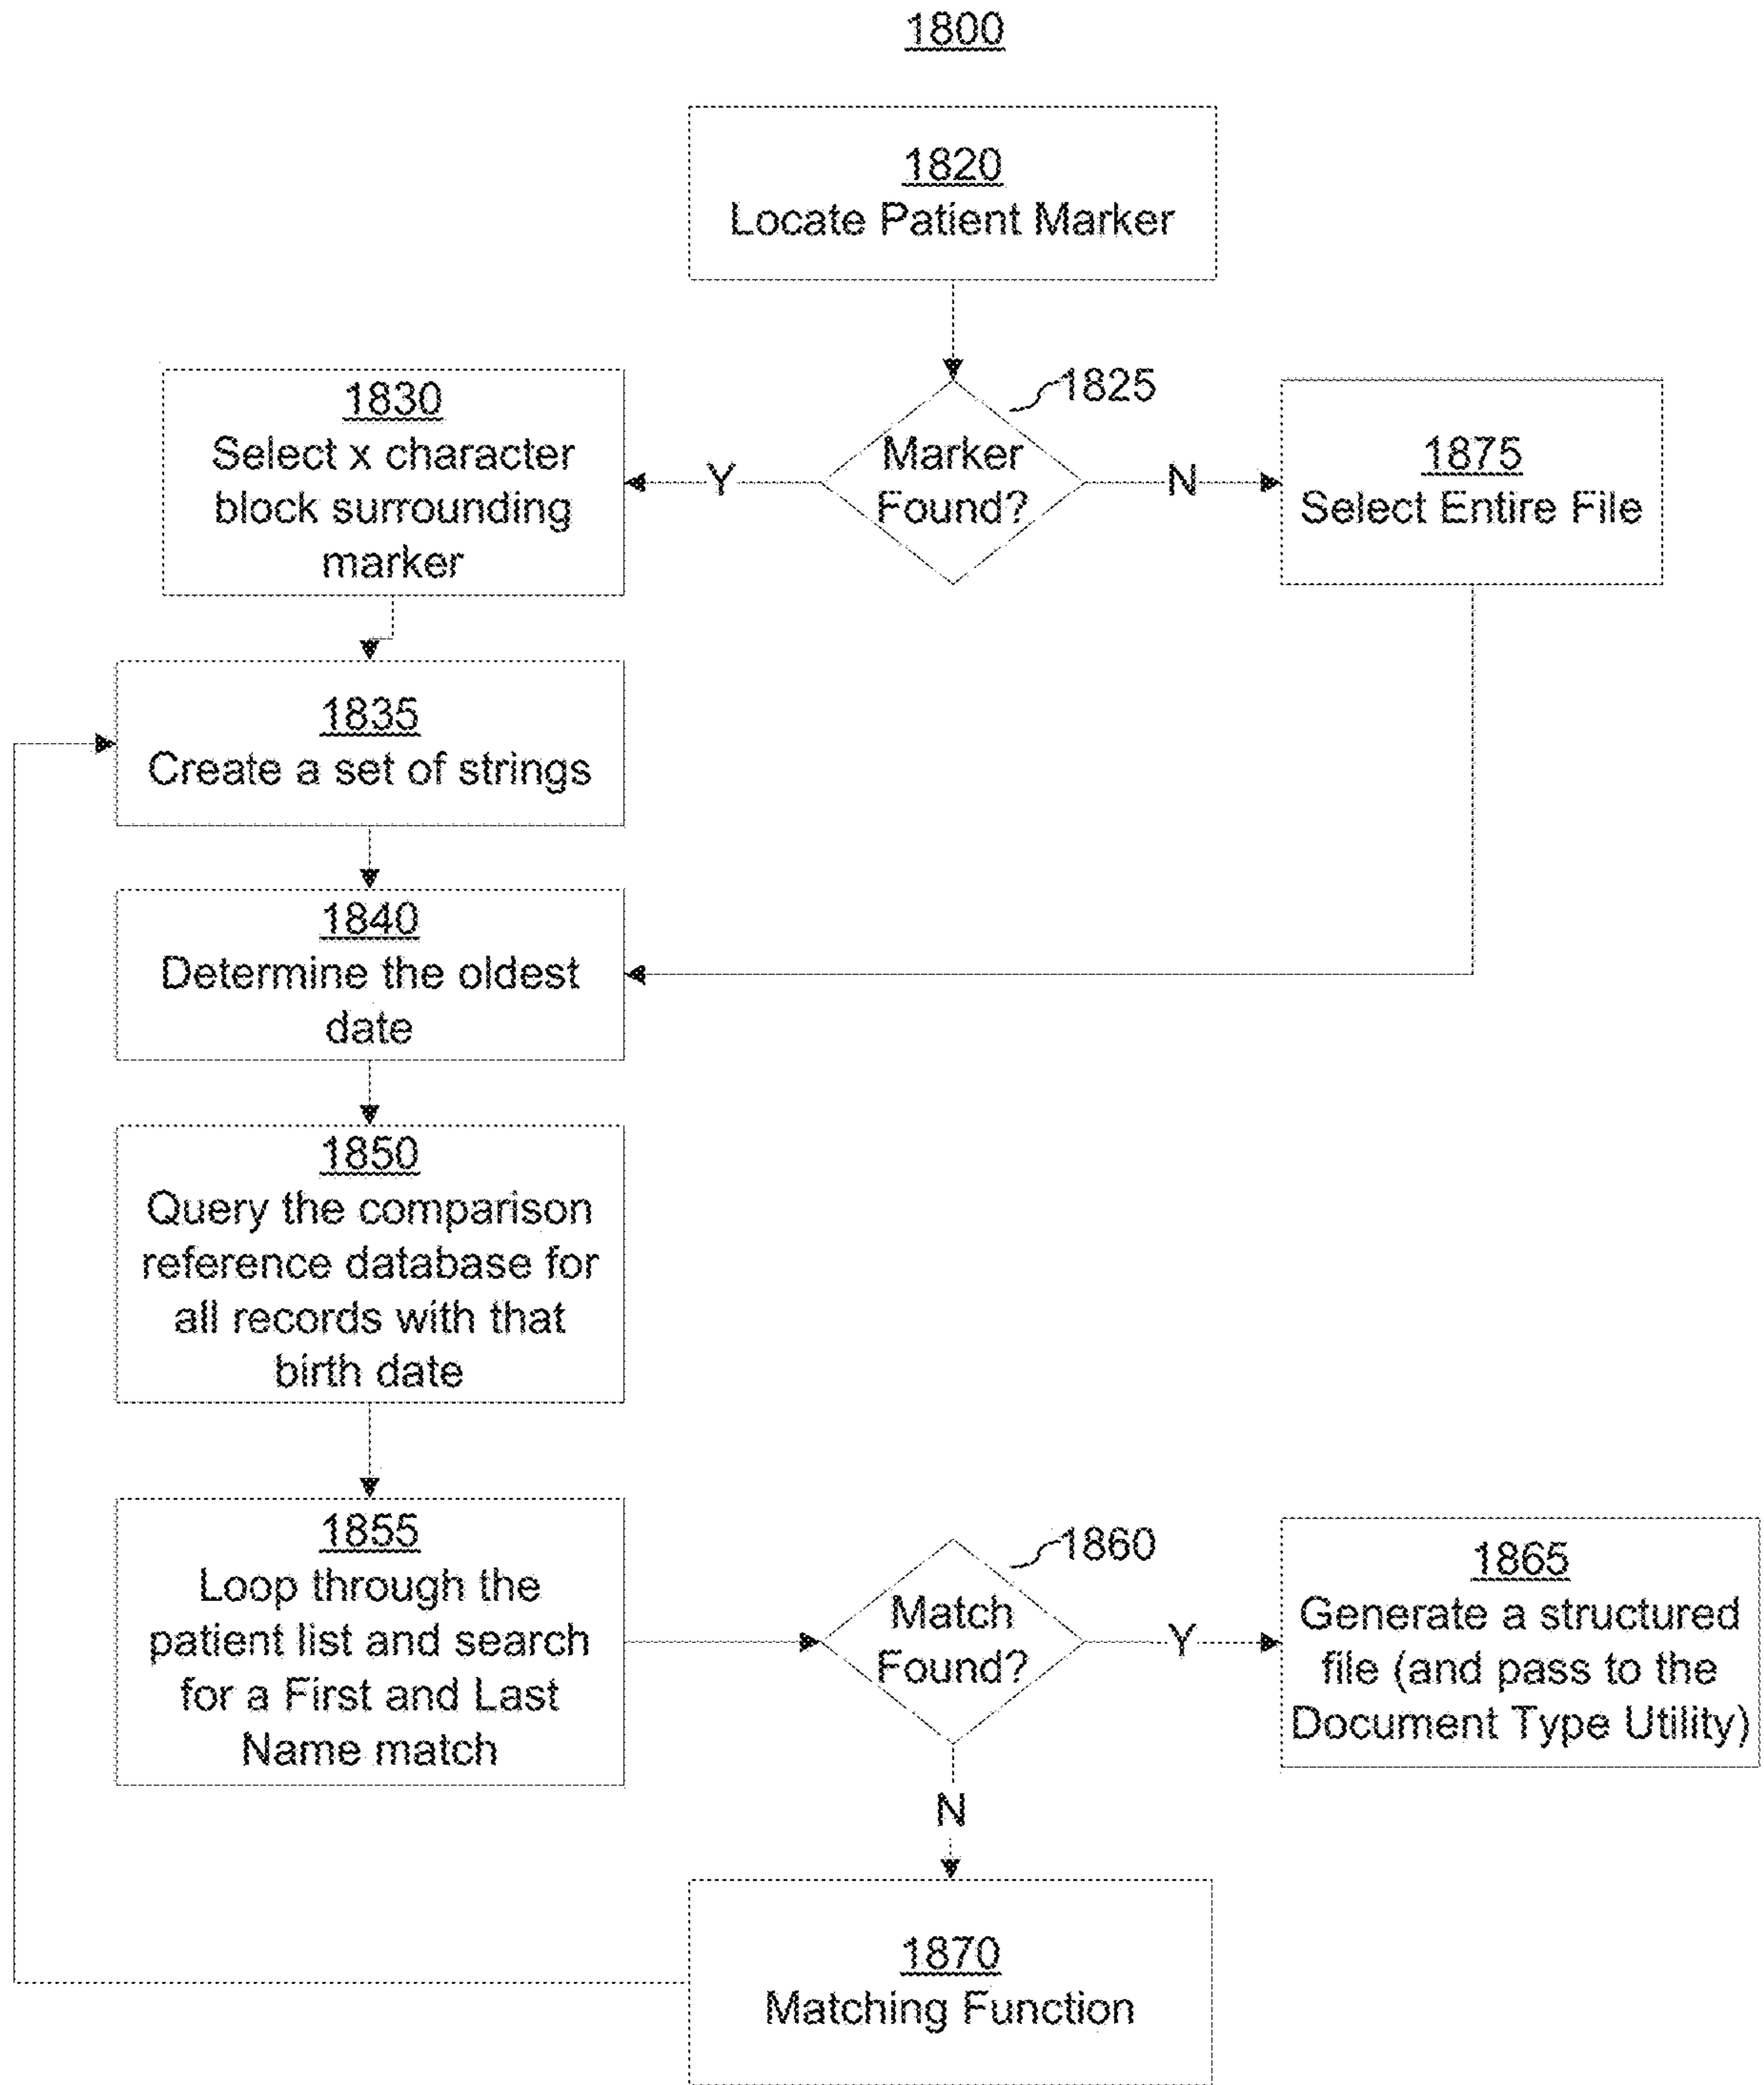 1800
1820
Locate Patient Marker
1825
1830
Select x character
block surrounding
marker
Y
Marker
Found?
N
1875
Select Entire File
1835
Create a set of strings
1840
Determine the oldest
date
1850
Query the comparison
reference database for
all records with that
birth date
1855
Loop through the
patient list and search
for a First and Last
Name match
1860
Match
Found?
Y
1865
Generate a structured
file (and pass to the
Document Type Utility)
N
1870
Matching Function